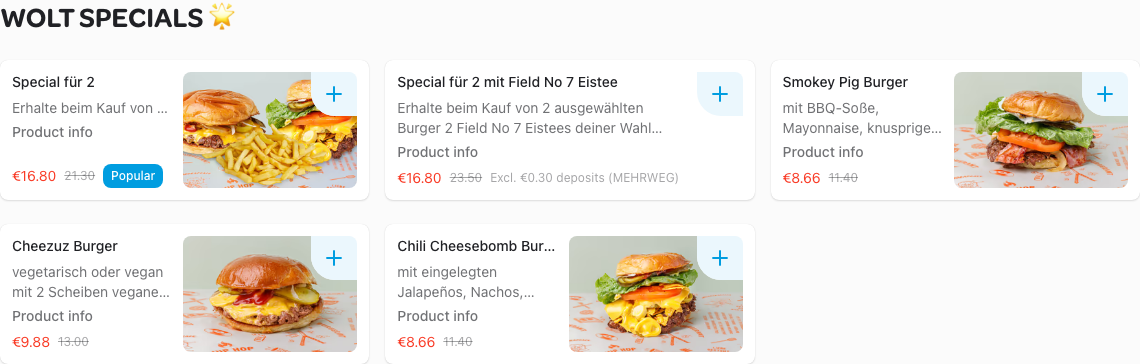 WOLT SPECIALS 🌟
Special für 2
Erhalte beim Kauf von ...
Product info
€16.80 21.30 Popular
Special für 2 mit Field No 7 Eistee
Erhalte beim Kauf von 2 ausgewählten
Burger 2 Field No 7 Eistees deiner Wahl...
Product info
€16.80 23.50 Excl. €0.30 deposits (MEHRWEG)
Smokey Pig Burger
mit BBQ-Soße,
Mayonnaise, knusprige...
Product info
€8.66 11.40
Cheezuz Burger
vegetarisch oder vegan
mit 2 Scheiben vegane...
Product info
€9.88 13.00
Chili Cheesebomb Bur...
mit eingelegten
Jalapeños, Nachos,...
Product info
€8.66 11.40